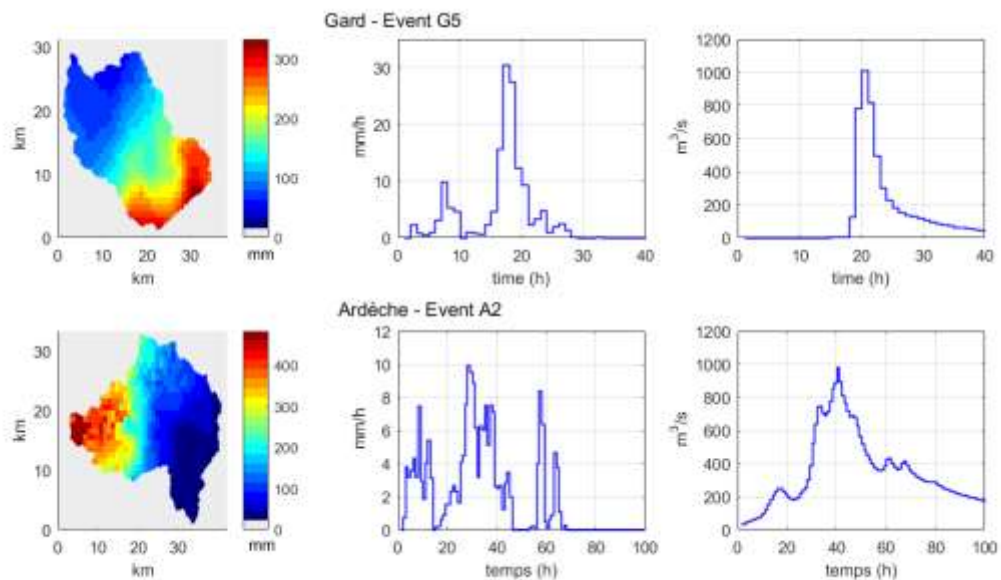 Gard - Event G5
30
20
10
0
km
0 10 20 30
km
300
200
100
0
mm
30
20
10
0
mm/h
0 10 20 30 40
time (h)
1200
1000
800
600
400
200
0
m³/s
0 10 20 30 40
time (h)
Ardèche - Event A2
30
20
10
0
km
0 10 20 30
km
400
300
200
100
0
mm
12
10
8
6
4
2
0
mm/h
0 20 40 60 80 100
temps (h)
1200
1000
800
600
400
200
0
m³/s
0 20 40 60 80 100
temps (h)